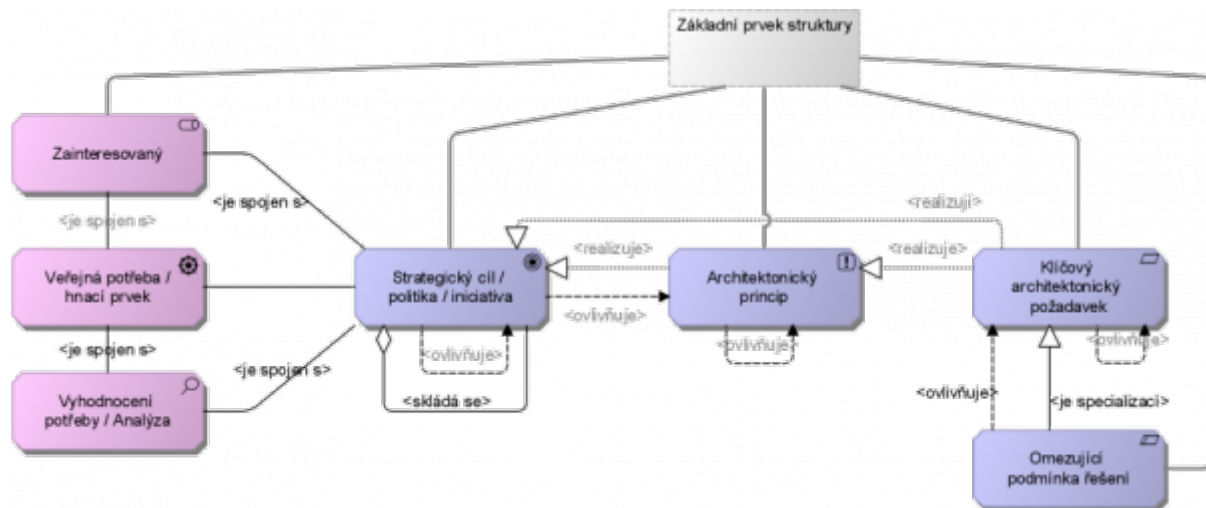 Základní prvek struktury
Zainteresovaný
<je spojen s>
<je spojen s>
<realizují>
Veřejná potřeba /
hnací prvek
Strategický cíl /
politika / iniciativa
<realizuje>
Architektonický
princip
<realizuje>
Klíčový
architektonický
požadavek
<ovlivňuje>
<je spojen s>
<ovlivňuje>
<ovlivňuje>
<ovlivňuje>
<je spojen s>
Vyhodnocení
potřeby / Analýza
<skládá se>
<ovlivňuje>
<je specializací>
Omezující
podmínka řešení